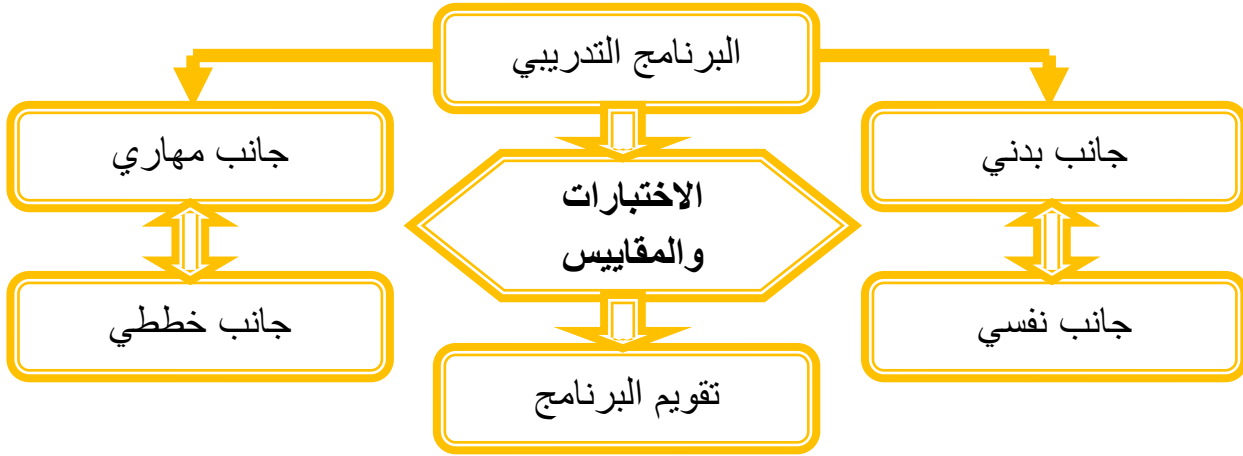 البرنامج التدريبي
جانب بدني
جانب مهاري
الاختبارات
والمقاييس
جانب نفسي
جانب خططي
تقويم البرنامج